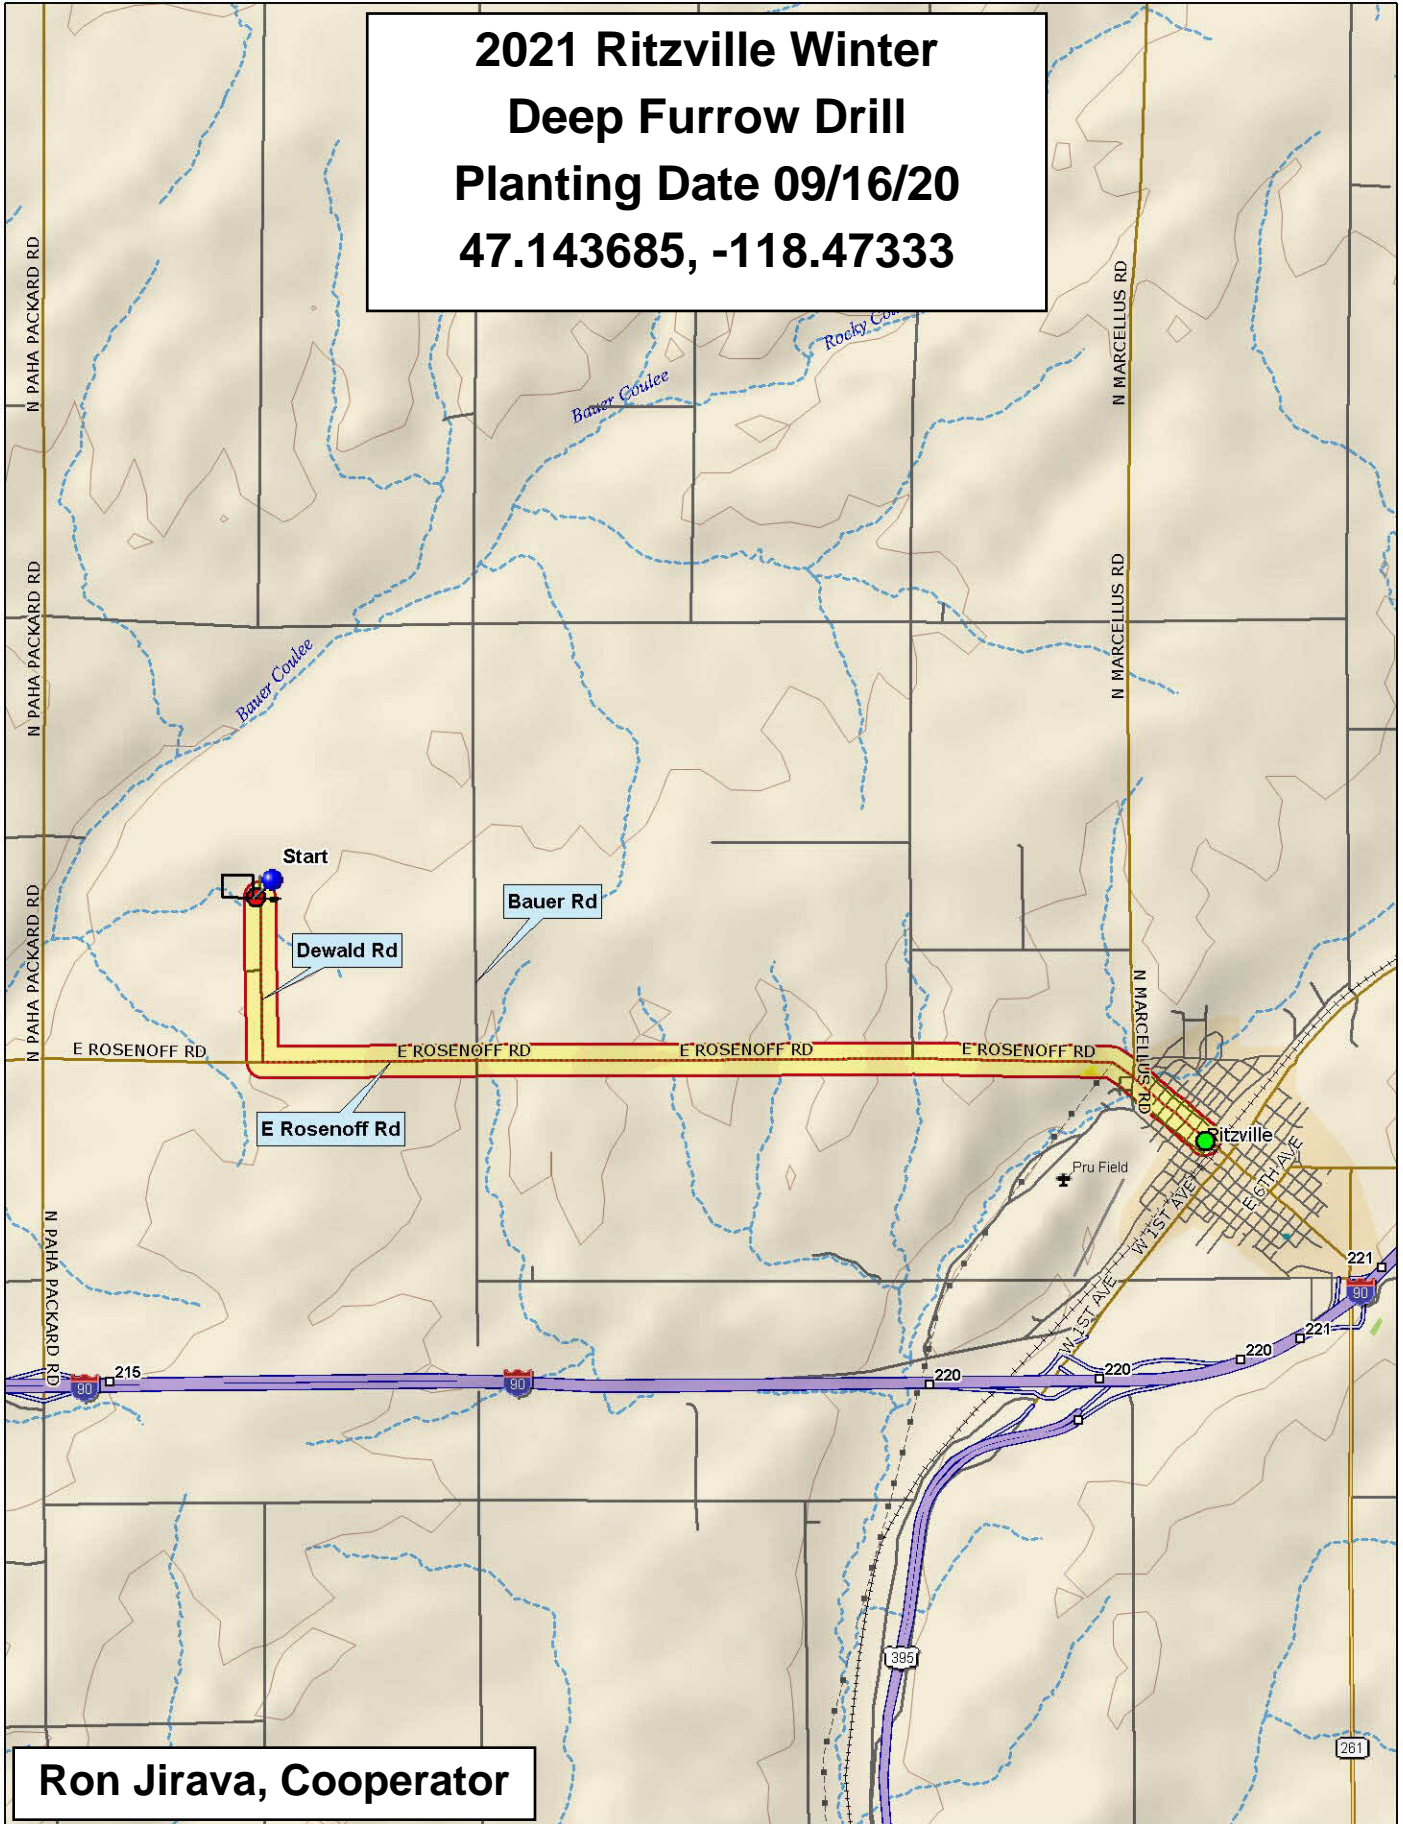 2021 Ritzville Winter
Deep Furrow Drill
Planting Date 09/16/20
47.143685, -118.47333
N PAHA PACKARD RD
N MARCELLUS RD
Rocky
Bauer Coulee
N PAHA PACKARD RD
N MARCELLUS RD
Bauer Coulee
Start
Bauer Rd
Dewald Rd
N PAHA PACKARD RD
N MARCELLUS RD
E ROSENOFF RD
E ROSENOFF RD
E ROSENOFF RD
E ROSENOFF RD
E Rosenoff Rd
Ritzville
Pru Field
E 6TH AVE
W 1ST AVE
N PAHA PACKARD RD
W 1ST AVE
221
90
221
220
220
220
215
90
90
395
261
Ron Jirava, Cooperator